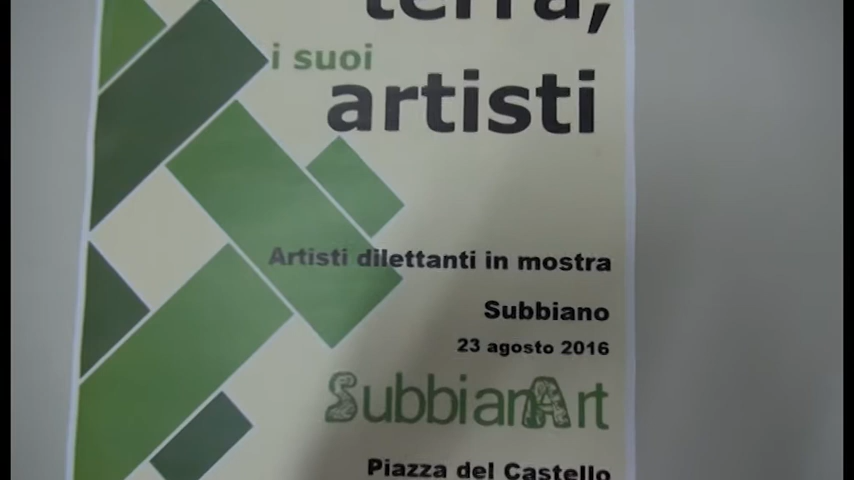 terra,
i suoi
artisti
Artisti dilettanti in mostra
Subbiano
23 agosto 2016
SubbianArt
Piazza del Castello